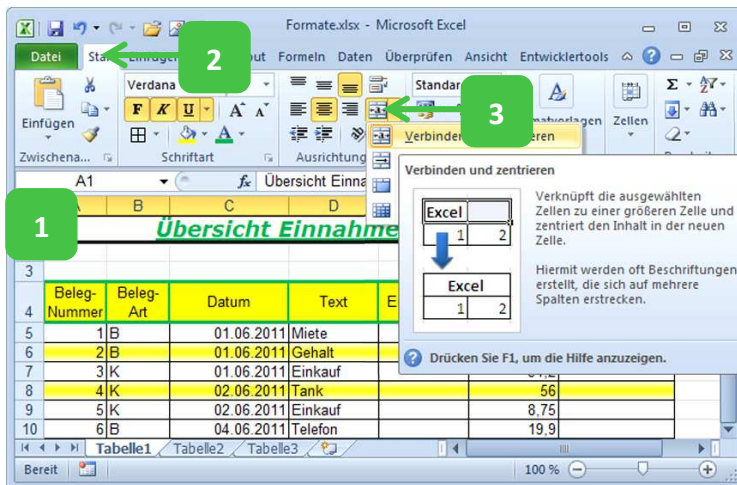 Formate.xlsx - Microsoft Excel
Datei Start Einfügen out Formeln Daten Überprüfen Ansicht Entwicklertools
2
Einfügen
Verdana
F K U A A
Standar
3
Zellen
Σ
Zwischena... Schriftart Ausrichtung
Verbinden und zentrieren
A1 fx Übersicht Einna
Verbinden und zentrieren
Verknüpft die ausgewählten
Zellen zu einer größeren Zelle und
zentriert den Inhalt in der neuen
Zelle.
Hiermit werden oft Beschriftungen
erstellt, die sich auf mehrere
Spalten erstrecken.
Excel
1 2
Excel
1 2
Drücken Sie F1, um die Hilfe anzuzeigen.
A B C D
1
Übersicht Einnahme
3
4 Beleg-Nummer Beleg-Art Datum Text E
5 1 B 01.06.2011 Miete
6 2 B 01.06.2011 Gehalt
7 3 K 01.06.2011 Einkauf
8 4 K 02.06.2011 Tank 56
9 5 K 02.06.2011 Einkauf 8,75
10 6 B 04.06.2011 Telefon 19,9
Tabelle1 Tabelle2 Tabelle3
Bereit 100 %